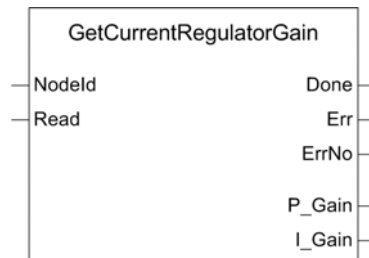 GetCurrentRegulatorGain
NodeId Done
Read Err
ErrNo
P_Gain
I_Gain